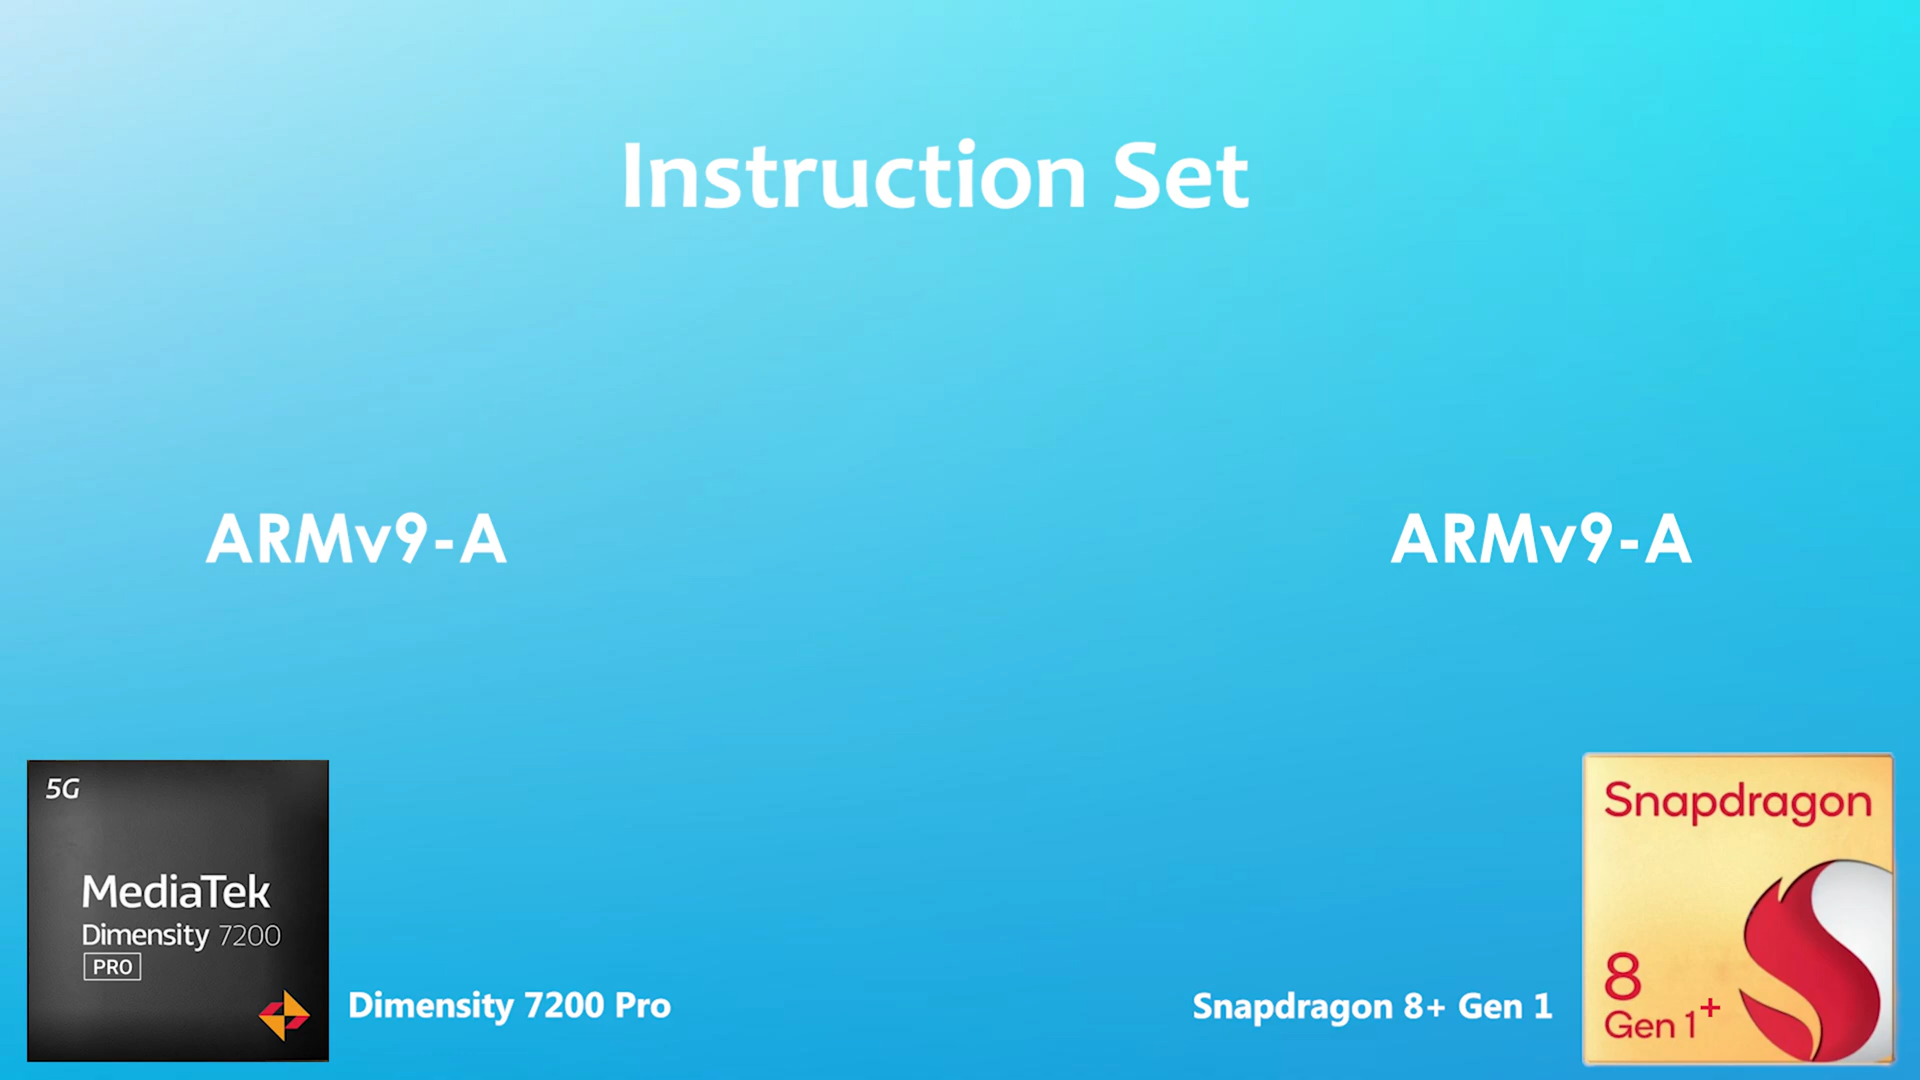 Instruction Set
ARMv9-A
ARMv9-A
5G
MediaTek
Dimensity 7200
PRO
Dimensity 7200 Pro
Snapdragon 8+ Gen 1
Snapdragon
8
Gen 1+